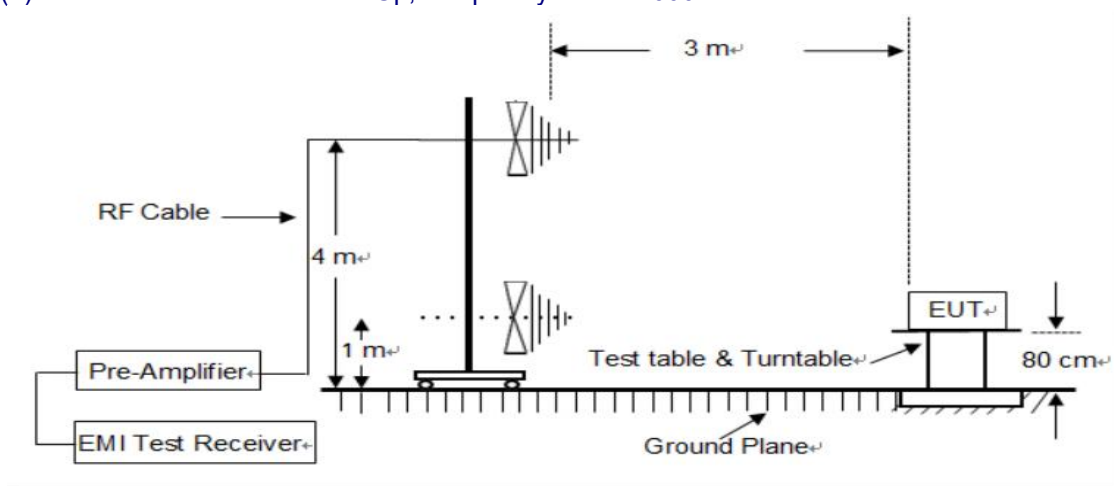 3 m↵
RF Cable
4 m↵
1 m↵
EUT↵
Test table & Turntable↵
80 cm↵
Pre-Amplifier↵
EMI Test Receiver↵
Ground Plane↵